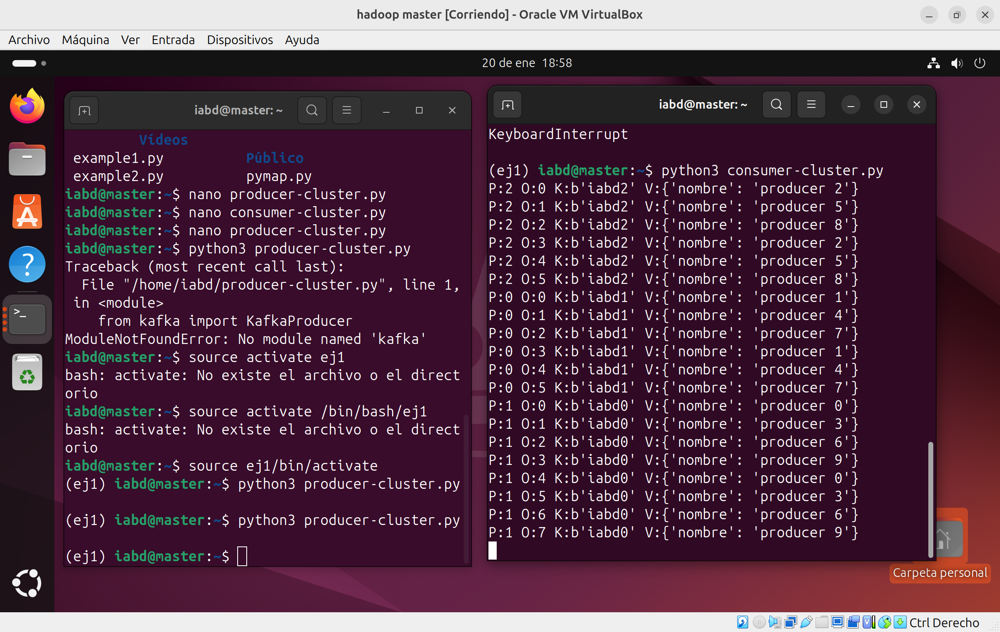 hadoop master [Corriendo] - Oracle VM VirtualBox
Archivo Máquina Ver Entrada Dispositivos Ayuda
20 de ene 18:58
iabd@master: ~
Vídeos
example1.py Público
example2.py pymap.py
iabd@master:~$ nano producer-cluster.py
iabd@master:~$ nano consumer-cluster.py
iabd@master:~$ nano producer-cluster.py
iabd@master:~$ python3 producer-cluster.py
Traceback (most recent call last):
File "/home/iabd/producer-cluster.py", line 1,
in <module>
from kafka import KafkaProducer
ModuleNotFoundError: No module named 'kafka'
iabd@master:~$ source activate ej1
bash: activate: No existe el archivo o el direct
orio
iabd@master:~$ source activate /bin/bash/ej1
bash: activate: No existe el archivo o el direct
orio
iabd@master:~$ source ej1/bin/activate
(ej1) iabd@master:~$ python3 producer-cluster.py
(ej1) iabd@master:~$ python3 producer-cluster.py
(ej1) iabd@master:~$
iabd@master: ~
KeyboardInterrupt
(ej1) iabd@master:~$ python3 consumer-cluster.py
P:2 O:0 K:b'iabd2' V:{'nombre': 'producer 2'}
P:2 O:1 K:b'iabd2' V:{'nombre': 'producer 5'}
P:2 O:2 K:b'iabd2' V:{'nombre': 'producer 8'}
P:2 O:3 K:b'iabd2' V:{'nombre': 'producer 2'}
P:2 O:4 K:b'iabd2' V:{'nombre': 'producer 5'}
P:2 O:5 K:b'iabd2' V:{'nombre': 'producer 8'}
P:0 O:0 K:b'iabd1' V:{'nombre': 'producer 1'}
P:0 O:1 K:b'iabd1' V:{'nombre': 'producer 4'}
P:0 O:2 K:b'iabd1' V:{'nombre': 'producer 7'}
P:0 O:3 K:b'iabd1' V:{'nombre': 'producer 1'}
P:0 O:4 K:b'iabd1' V:{'nombre': 'producer 4'}
P:0 O:5 K:b'iabd1' V:{'nombre': 'producer 7'}
P:1 O:0 K:b'iabd0' V:{'nombre': 'producer 0'}
P:1 O:1 K:b'iabd0' V:{'nombre': 'producer 3'}
P:1 O:2 K:b'iabd0' V:{'nombre': 'producer 6'}
P:1 O:3 K:b'iabd0' V:{'nombre': 'producer 9'}
P:1 O:4 K:b'iabd0' V:{'nombre': 'producer 0'}
P:1 O:5 K:b'iabd0' V:{'nombre': 'producer 3'}
P:1 O:6 K:b'iabd0' V:{'nombre': 'producer 6'}
P:1 O:7 K:b'iabd0' V:{'nombre': 'producer 9'}
Carpeta personal
Ctrl Derecho